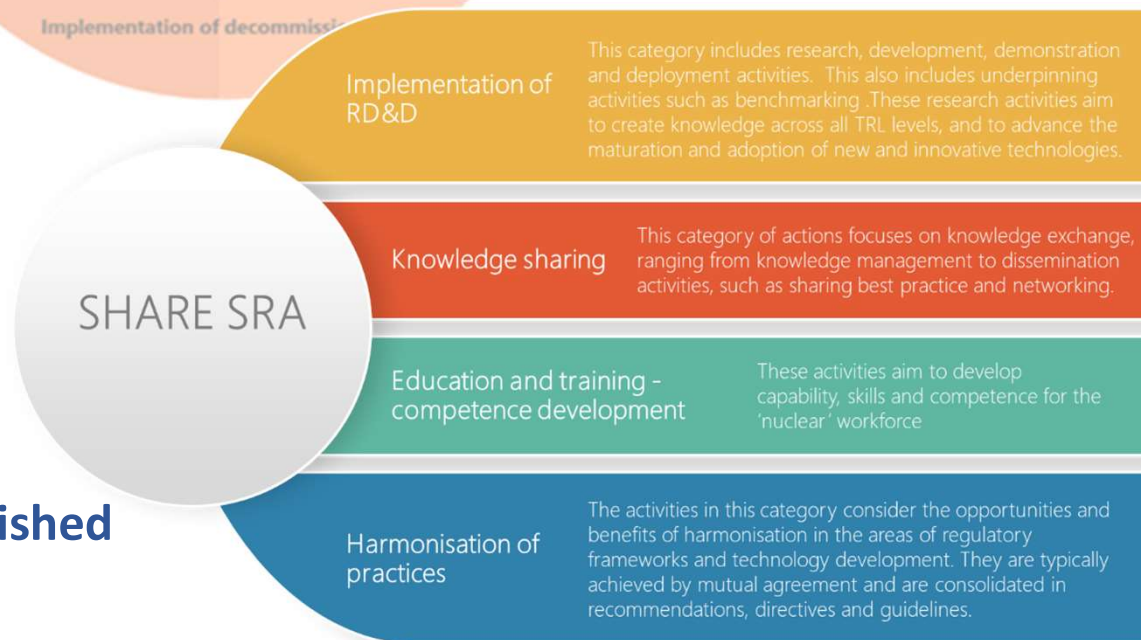 Implementation of decommiss
Implementation of
RD&D
This category includes research, development, demonstration
and deployment activities.  This also includes underpinning
activities such as benchmarking .These research activities aim
to create knowledge across all TRL levels, and to advance the
maturation and adoption of new and innovative technologies.
Knowledge sharing
This category of actions focuses on knowledge exchange,
ranging from knowledge management to dissemination
activities, such as sharing best practice and networking.
SHARE SRA
Education and training -
competence development
These activities aim to develop
capability, skills and competence for the
'nuclear' workforce
ished
Harmonisation of
practices
The activities in this category consider the opportunities and
benefits of harmonisation in the areas of regulatory
frameworks and technology development. They are typically
achieved by mutual agreement and are consolidated in
recommendations, directives and guidelines.